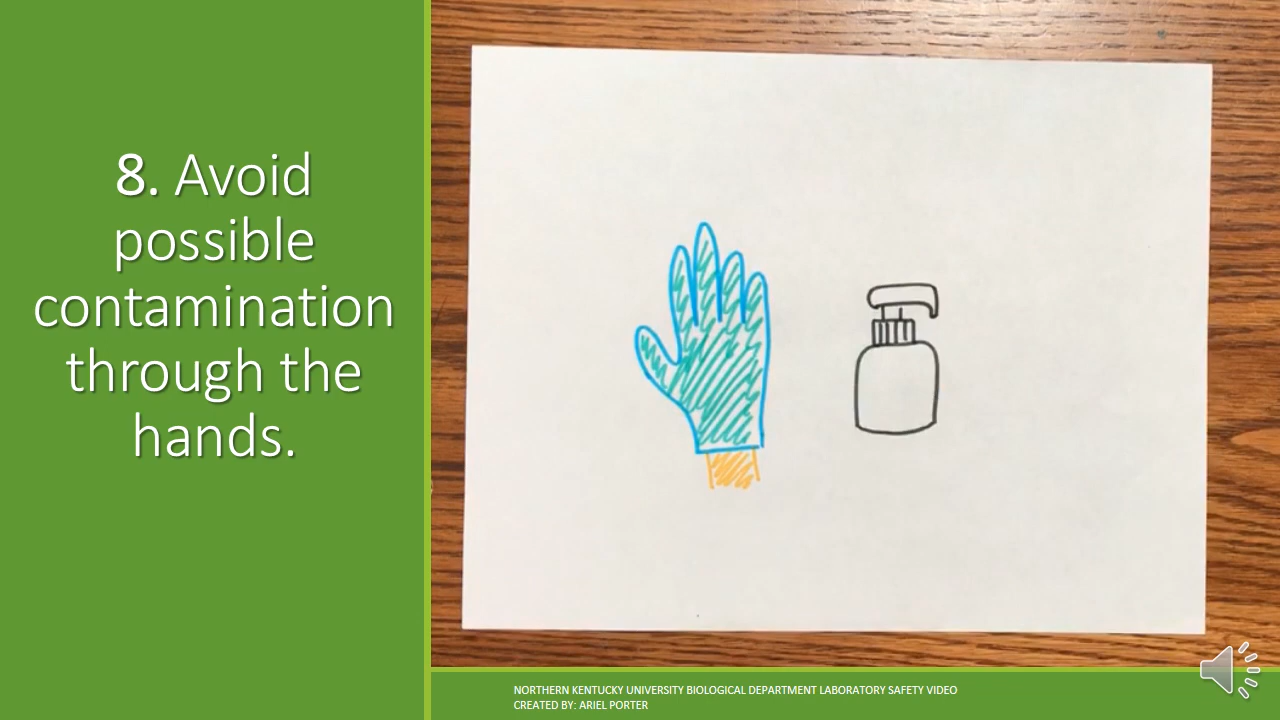 8. Avoid
possible
contamination
through the
hands.
NORTHERN KENTUCKY UNIVERSITY BIOLOGICAL DEPARTMENT LABORATORY SAFETY VIDEO
CREATED BY: ARIEL PORTER